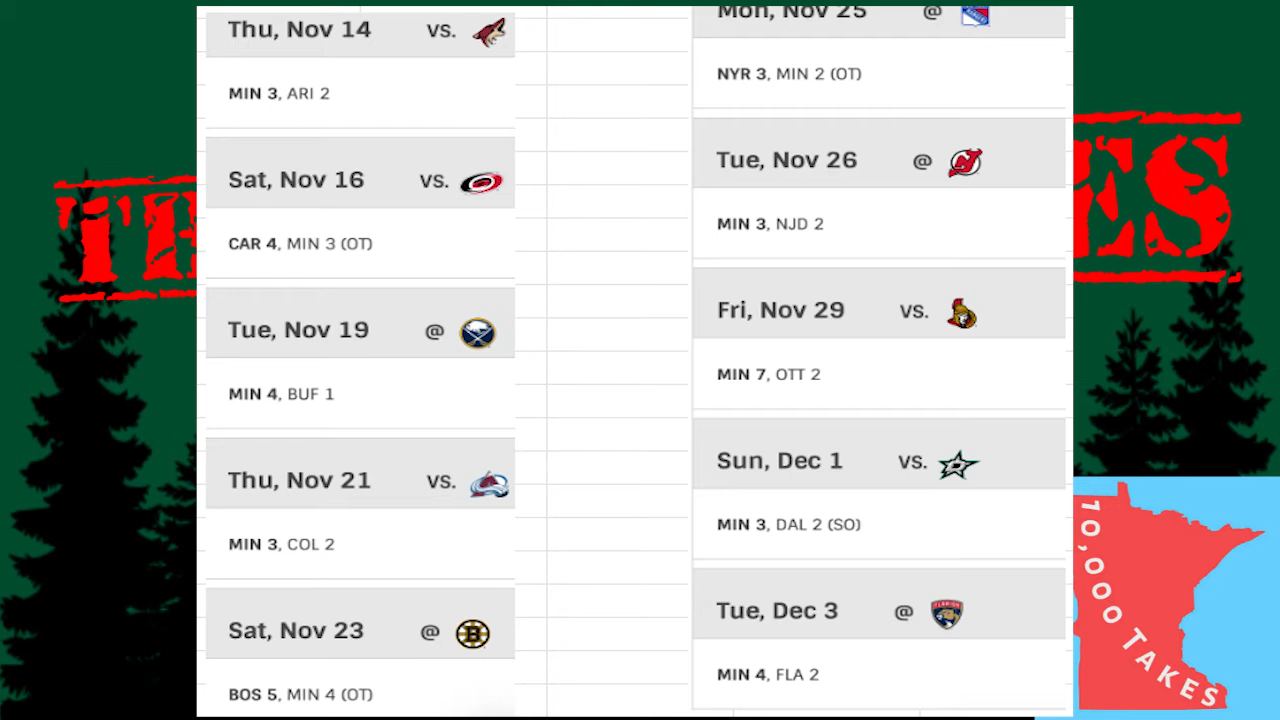 Thu, Nov 14 VS.
MIN 3, ARI 2
Sat, Nov 16 VS.
CAR 4, MIN 3 (OT)
Tue, Nov 19 @
MIN 4, BUF 1
Thu, Nov 21 VS.
MIN 3, COL 2
Sat, Nov 23 @
BOS 5, MIN 4 (OT)
Mon, Nov 25 @
NYR 3, MIN 2 (OT)
Tue, Nov 26 @
MIN 3, NJD 2
Fri, Nov 29 VS.
MIN 7, OTT 2
Sun, Dec 1 VS.
MIN 3, DAL 2 (SO)
Tue, Dec 3 @
MIN 4, FLA 2
10,000 TAKES